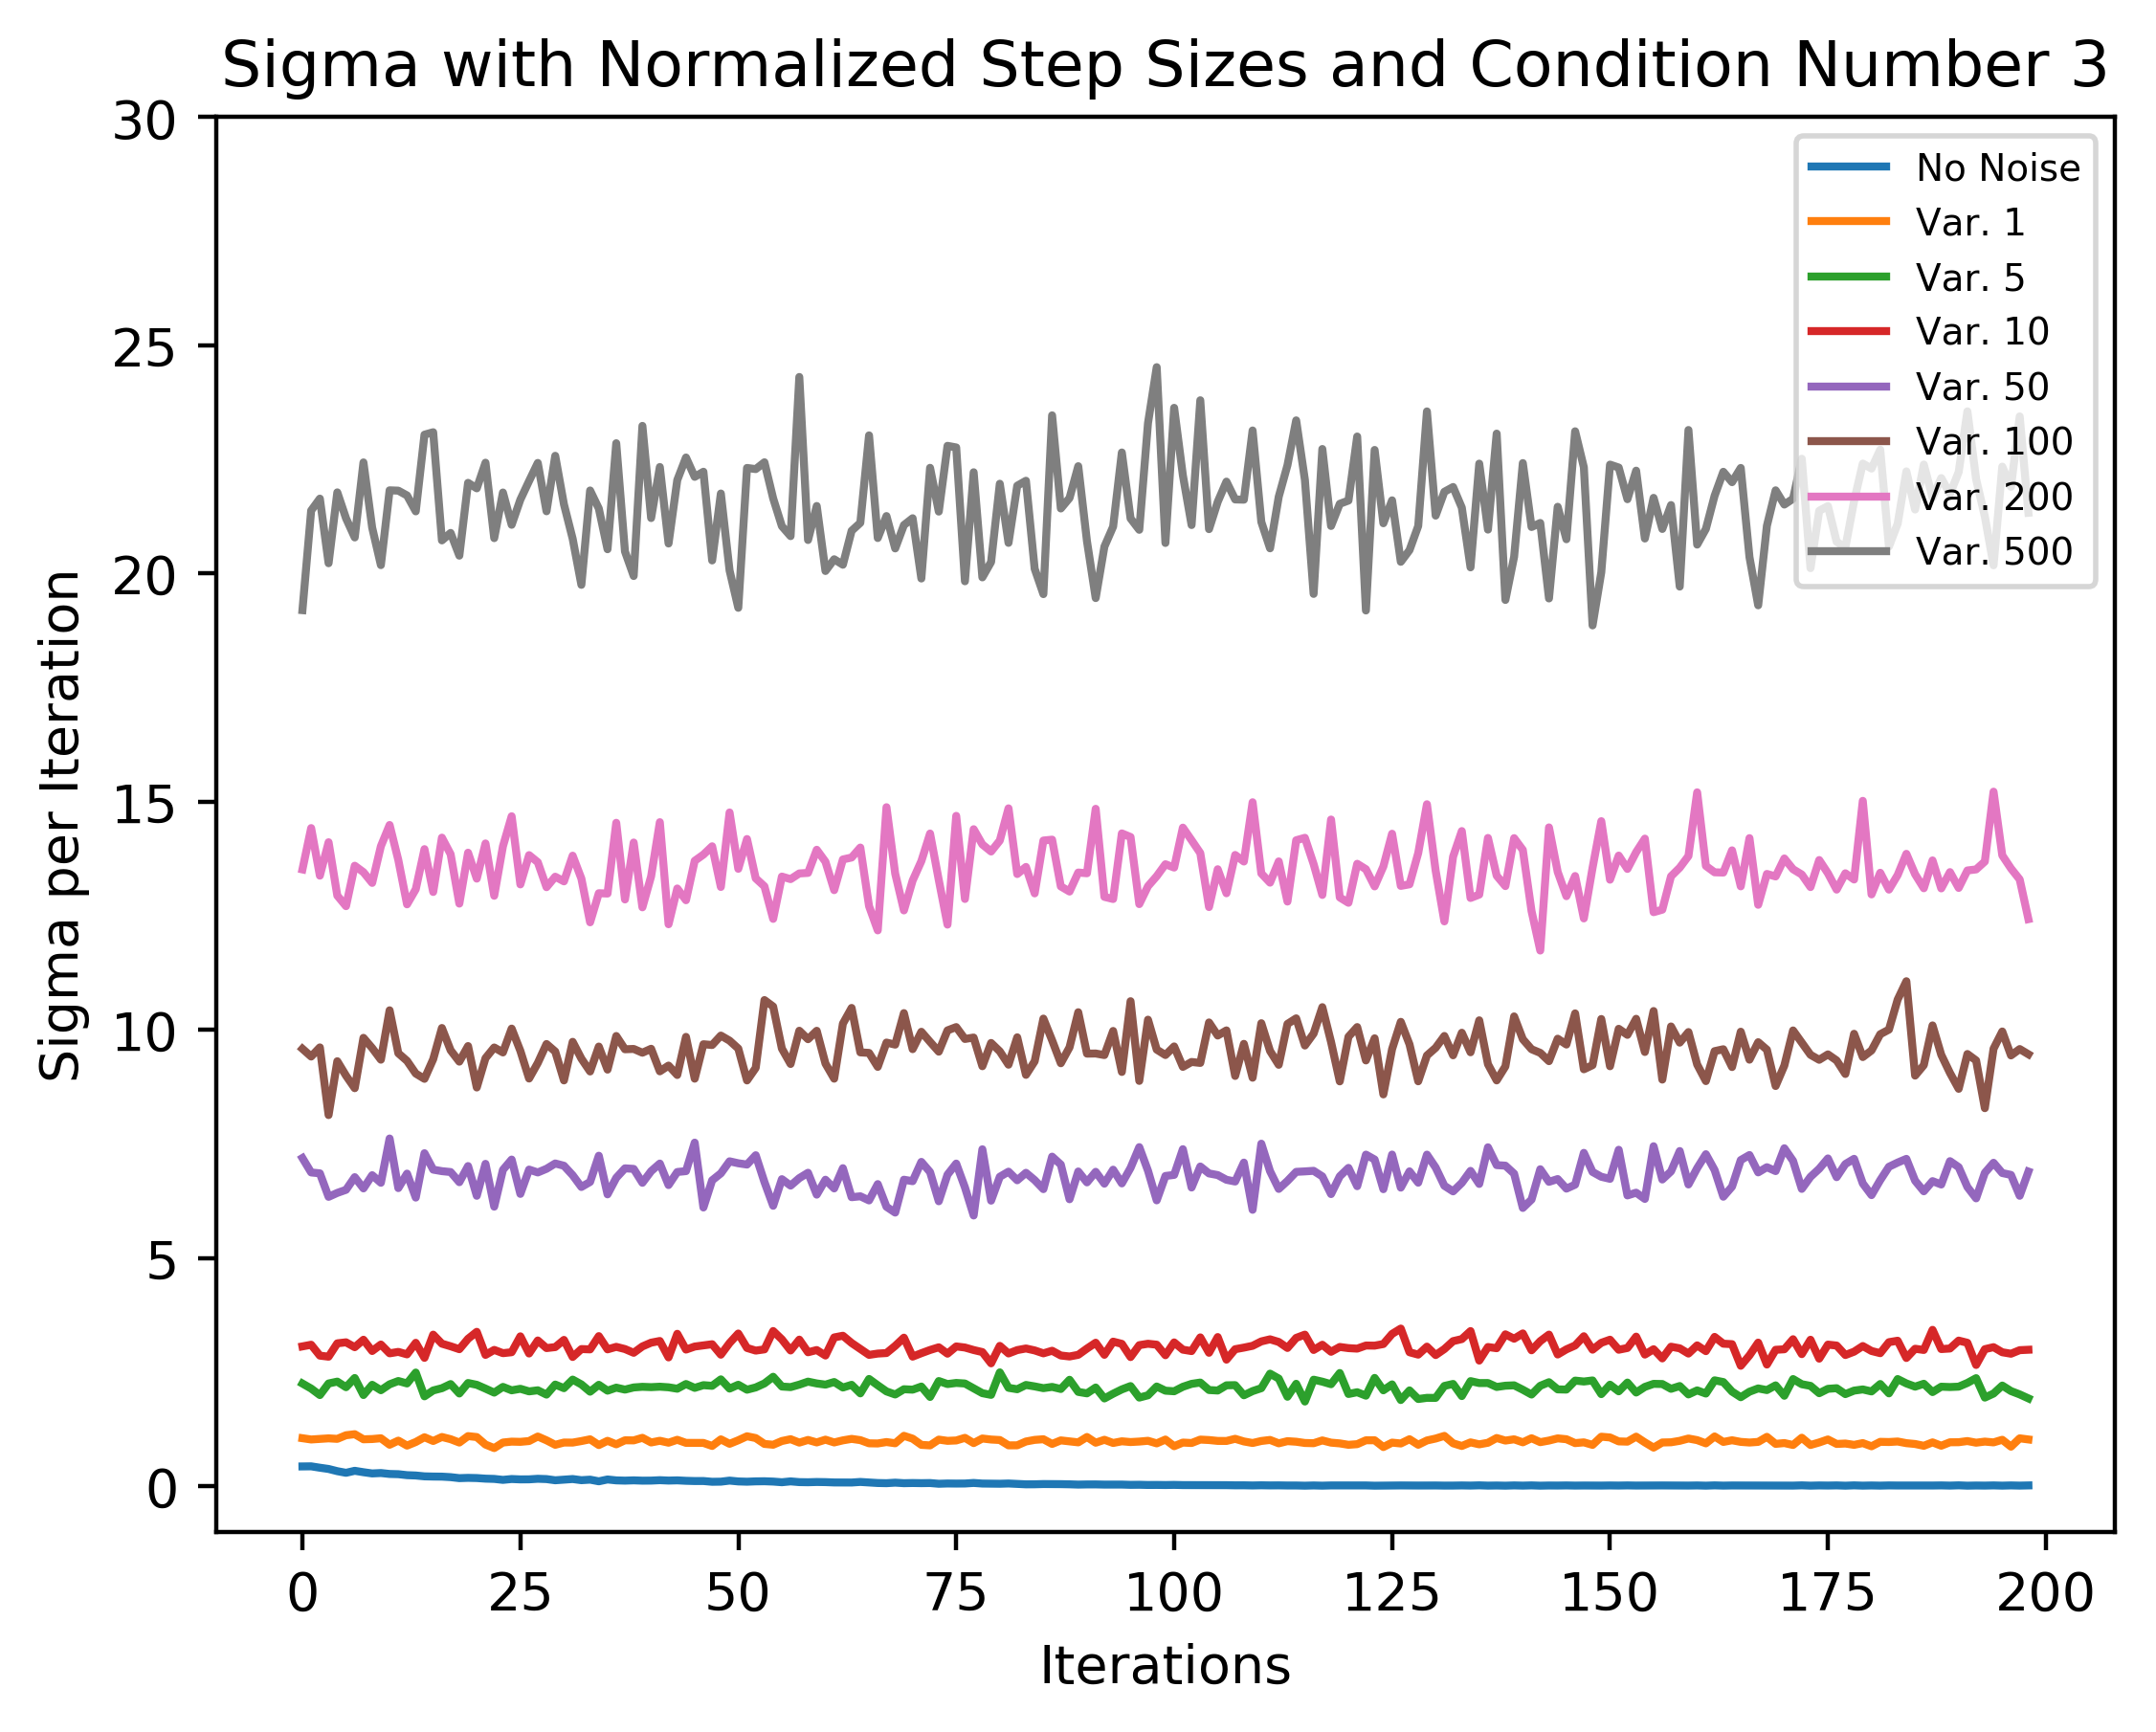 Sigma with Normalized Step Sizes and Condition Number 3
30
25
20
15
10
5
0
Sigma per Iteration
No Noise
Var. 1
Var. 5
Var. 10
Var. 50
Var. 100
Var. 200
Var. 500
0 25 50 75 100 125 150 175 200
Iterations